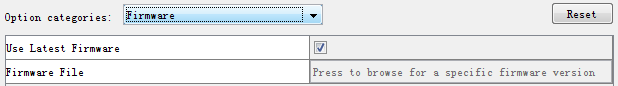 Option categories: Firmware Reset
Use Latest Firmware
Firmware File Press to browse for a specific firmware version